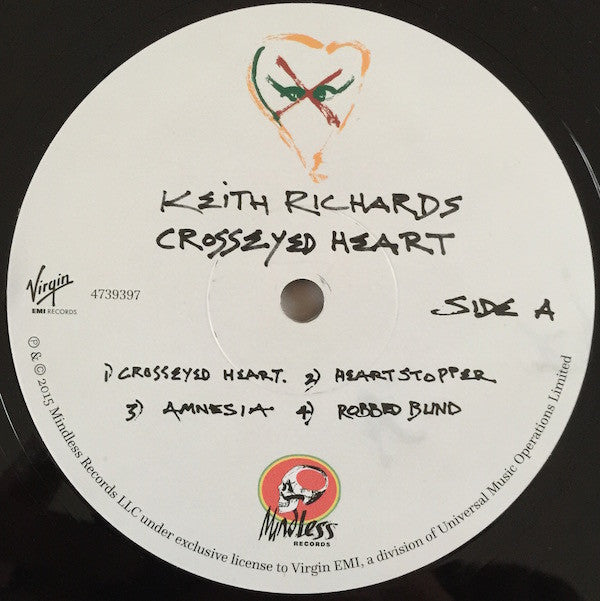 KEITH RICHARDS
CROSSEYED HEART
Virgin
EMI RECORDS
4739397
SIDE A
1) CROSSEYED HEART. 2) HEARTSTOPPER
3) AMNESIA 4) ROBBED BLIND
Mindless
RECORDS
℗ & © 2015 Mindless Records LLC under exclusive license to Virgin EMI, a division of Universal Music Operations Limited